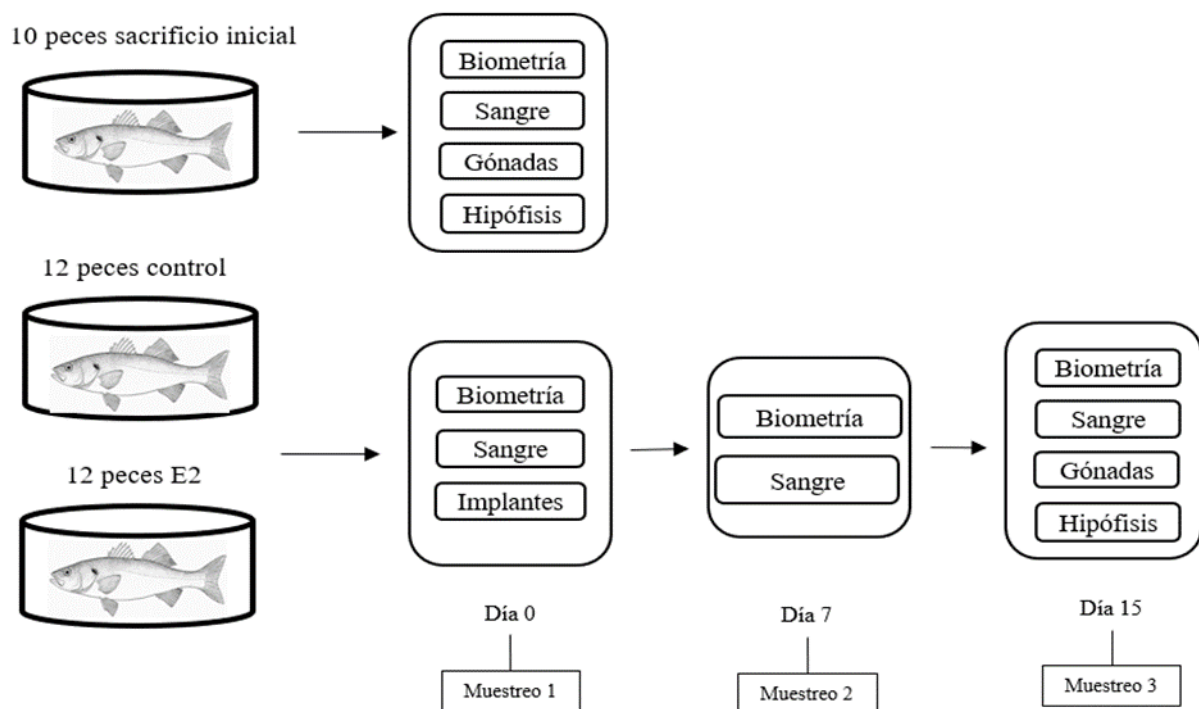 10 peces sacrificio inicial
Biometría
Sangre
Gónadas
Hipófisis
12 peces control
12 peces E2
Biometría
Sangre
Implantes
Biometría
Sangre
Biometría
Sangre
Gónadas
Hipófisis
Día 0
Día 7
Día 15
Muestreo 1
Muestreo 2
Muestreo 3